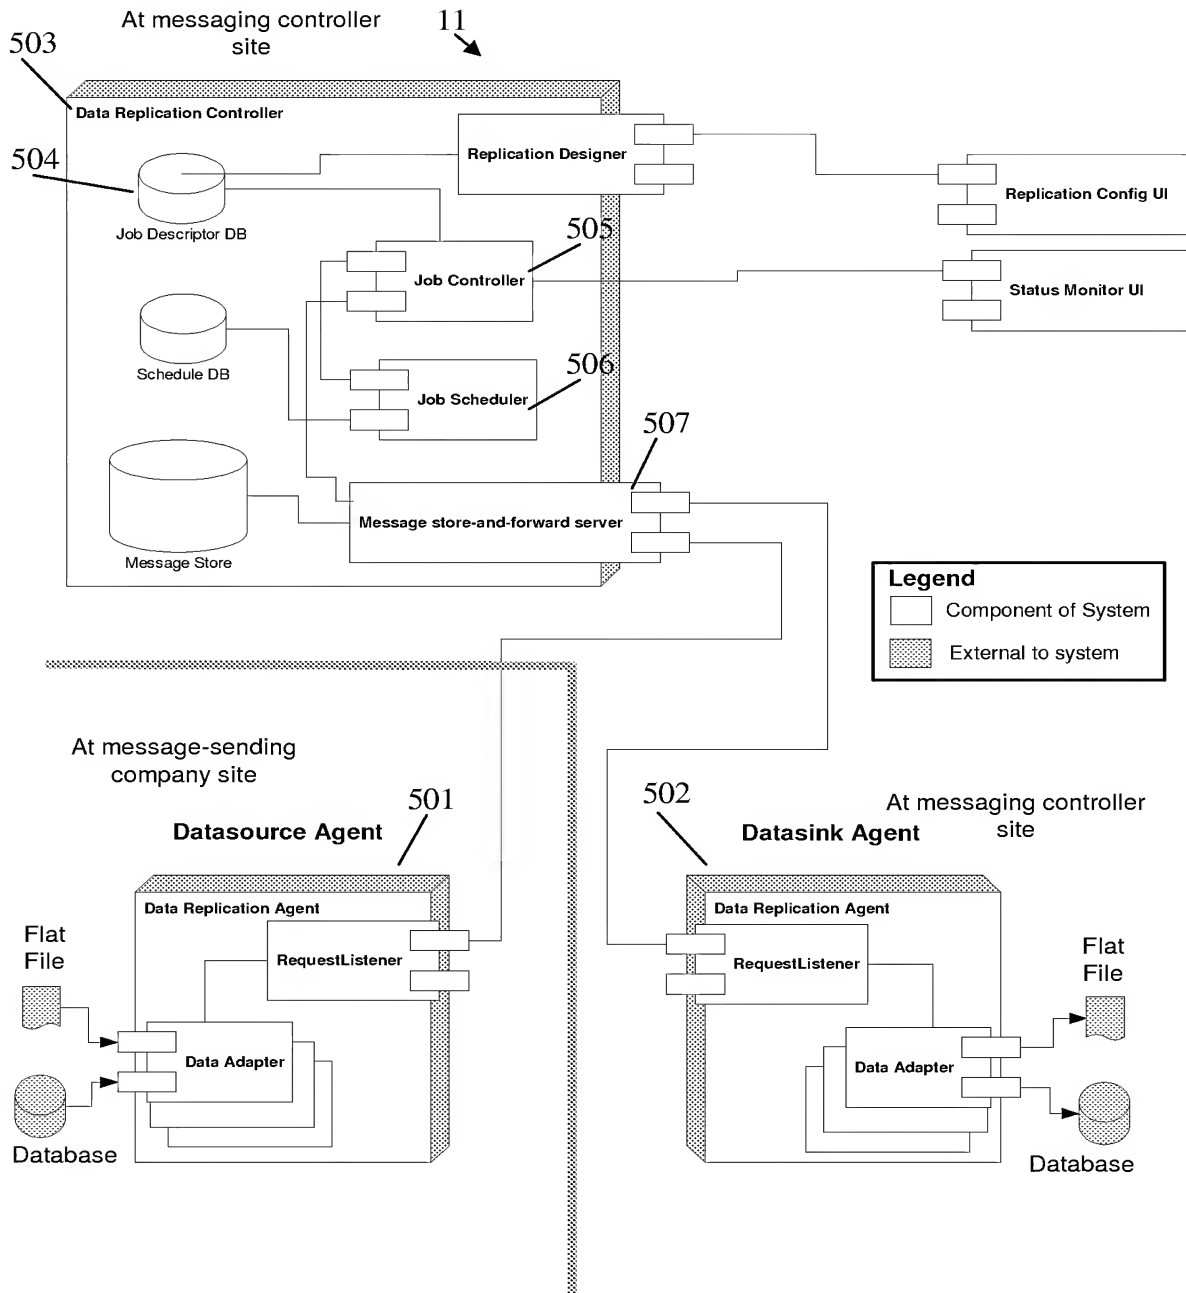 At messaging controller
site
11
503
Data Replication Controller
Replication Designer
504
Job Descriptor DB
Replication Config UI
505
Job Controller
Status Monitor UI
Schedule DB
506
Job Scheduler
507
Message store-and-forward server
Message Store
Legend
Component of System
External to system
At message-sending
company site
501
Datasource Agent
502
At messaging controller
site
Datasink Agent
Data Replication Agent
RequestListener
Flat
File
Data Adapter
Database
Data Replication Agent
RequestListener
Flat
File
Data Adapter
Database